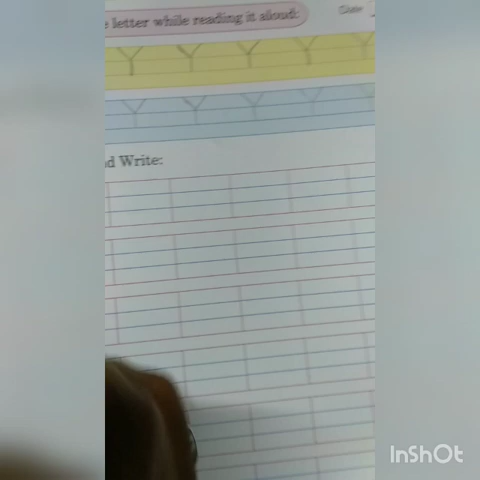 letter while reading it aloud:
Date
Y Y Y Y Y
Y Y Y Y Y
Write:
InShOt